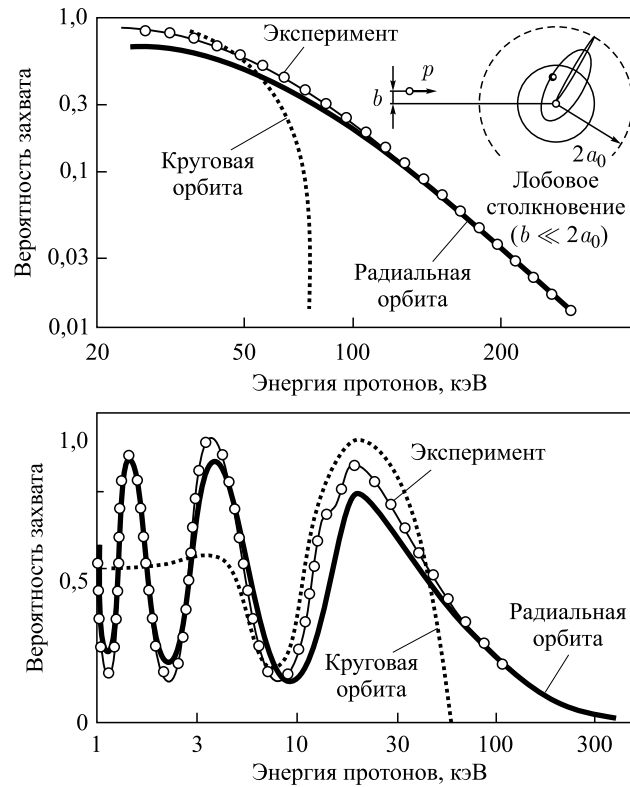 Вероятность захвата
1,0
0,3
0,1
0,03
0,01
20
50
100
200
Энергия протонов, кэВ
Эксперимент
Круговая
орбита
Радиальная
орбита
b
p
2a₀
Лобовое
столкновение
(b ≪ 2a₀)
Вероятность захвата
1,0
0,5
0
1
3
10
30
100
300
Энергия протонов, кэВ
Эксперимент
Круговая
орбита
Радиальная
орбита